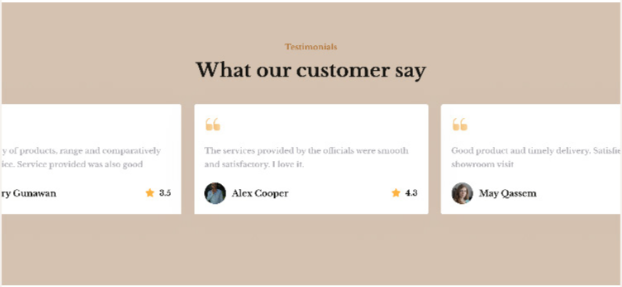 Testimonials
What our customer say
“
“
y of products, range and comparatively
ice. Service provided was also good
ry Gunawan
3.5
The services provided by the officials were smooth
and satisfactory. I love it.
Alex Cooper
4.3
Good product and timely delivery. Satisfie
showroom visit
May Qassem